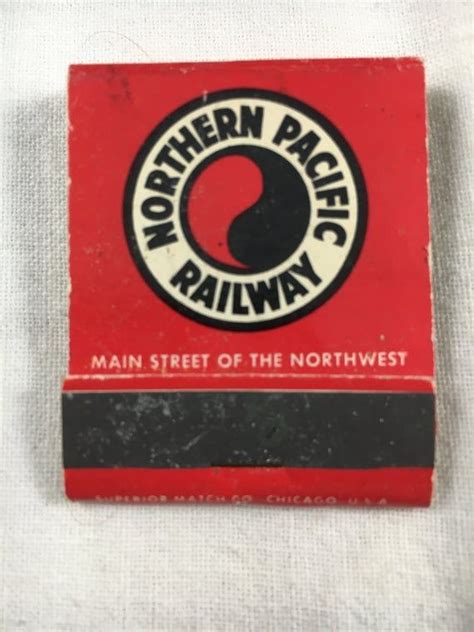 NORTHERN PACIFIC
RAILWAY
MAIN STREET OF THE NORTHWEST
SUPERIOR MATCH CO. CHICAGO U.S.A.